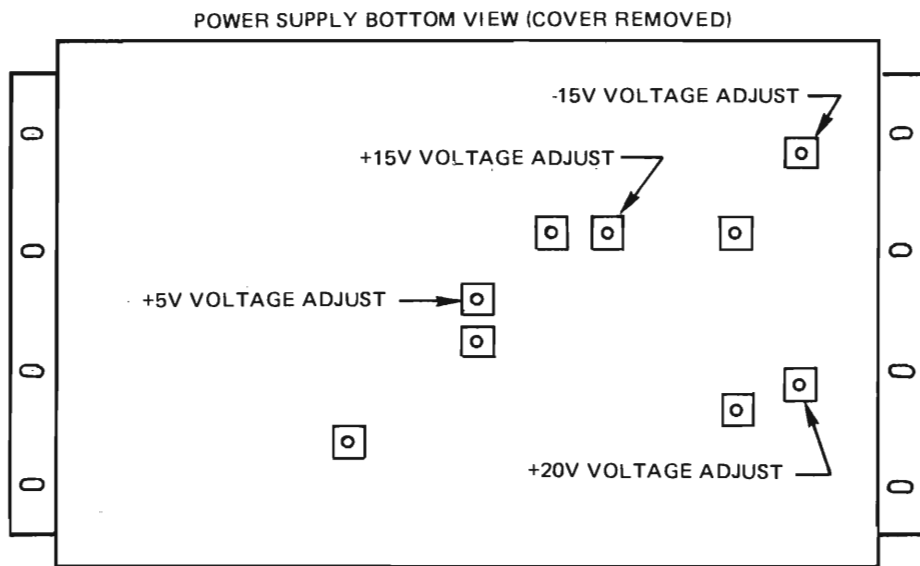 POWER SUPPLY BOTTOM VIEW (COVER REMOVED)
-15V VOLTAGE ADJUST
+15V VOLTAGE ADJUST
+5V VOLTAGE ADJUST
+20V VOLTAGE ADJUST